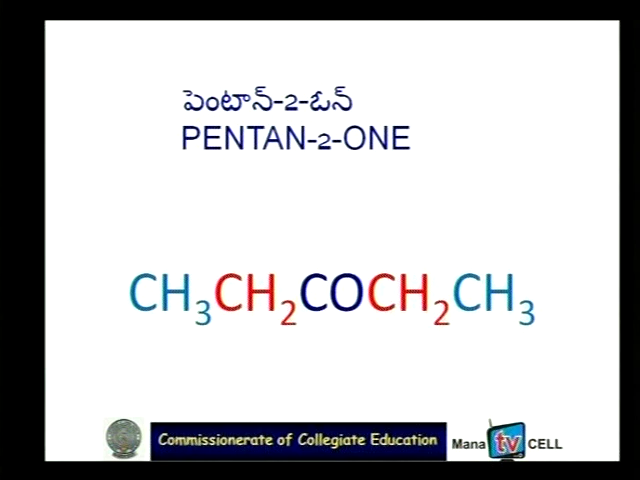 పెంటాన్-2-ఓన్
PENTAN-2-ONE
CH₃CH₂COCH₂CH₃
Commissionerate of Collegiate Education
Mana tv CELL